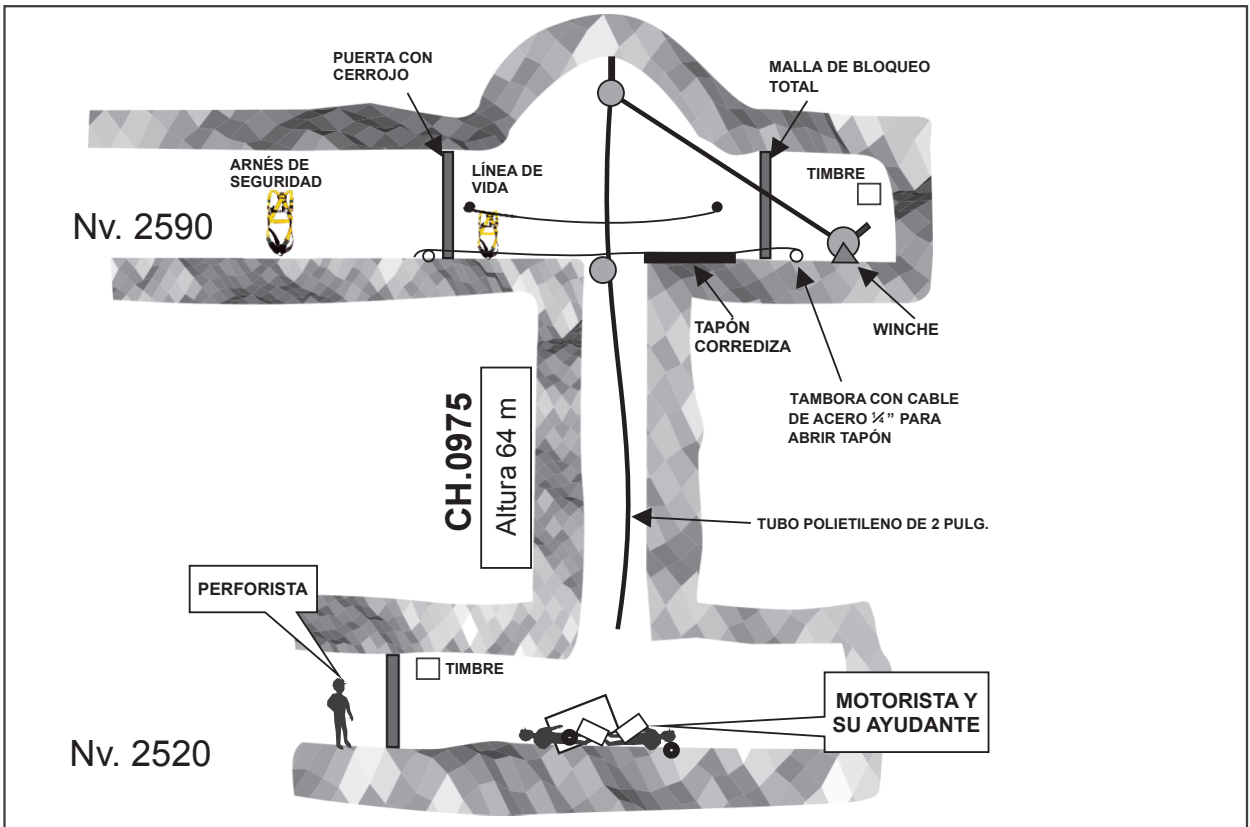 PUERTA CON
CERROJO
MALLA DE BLOQUEO
TOTAL
ARNÉS DE
SEGURIDAD
LÍNEA DE
VIDA
TIMBRE
Nv. 2590
TAPÓN
CORREDIZA
WINCHE
TAMBORA CON CABLE
DE ACERO ¼” PARA
ABRIR TAPÓN
CH.0975
Altura 64 m
TUBO POLIETILENO DE 2 PULG.
PERFORISTA
TIMBRE
MOTORISTA Y
SU AYUDANTE
Nv. 2520